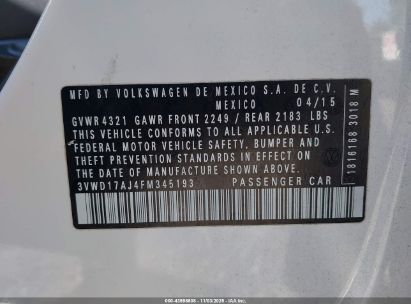 MFD BY VOLKSWAGEN DE MEXICO S.A. DE C.V.
MEXICO 04/15
GVWR 4321 GAWR FRONT 2249 / REAR 2183 LBS
THIS VEHICLE CONFORMS TO ALL APPLICABLE U.S.
FEDERAL MOTOR VEHICLE SAFETY, BUMPER AND
THEFT PREVENTION STANDARDS IN EFFECT ON
THE DATE OF MANUFACTURE SHOWN ABOVE.
3VWD17AJ4FM345193 PASSENGER CAR
1816168 3018 M